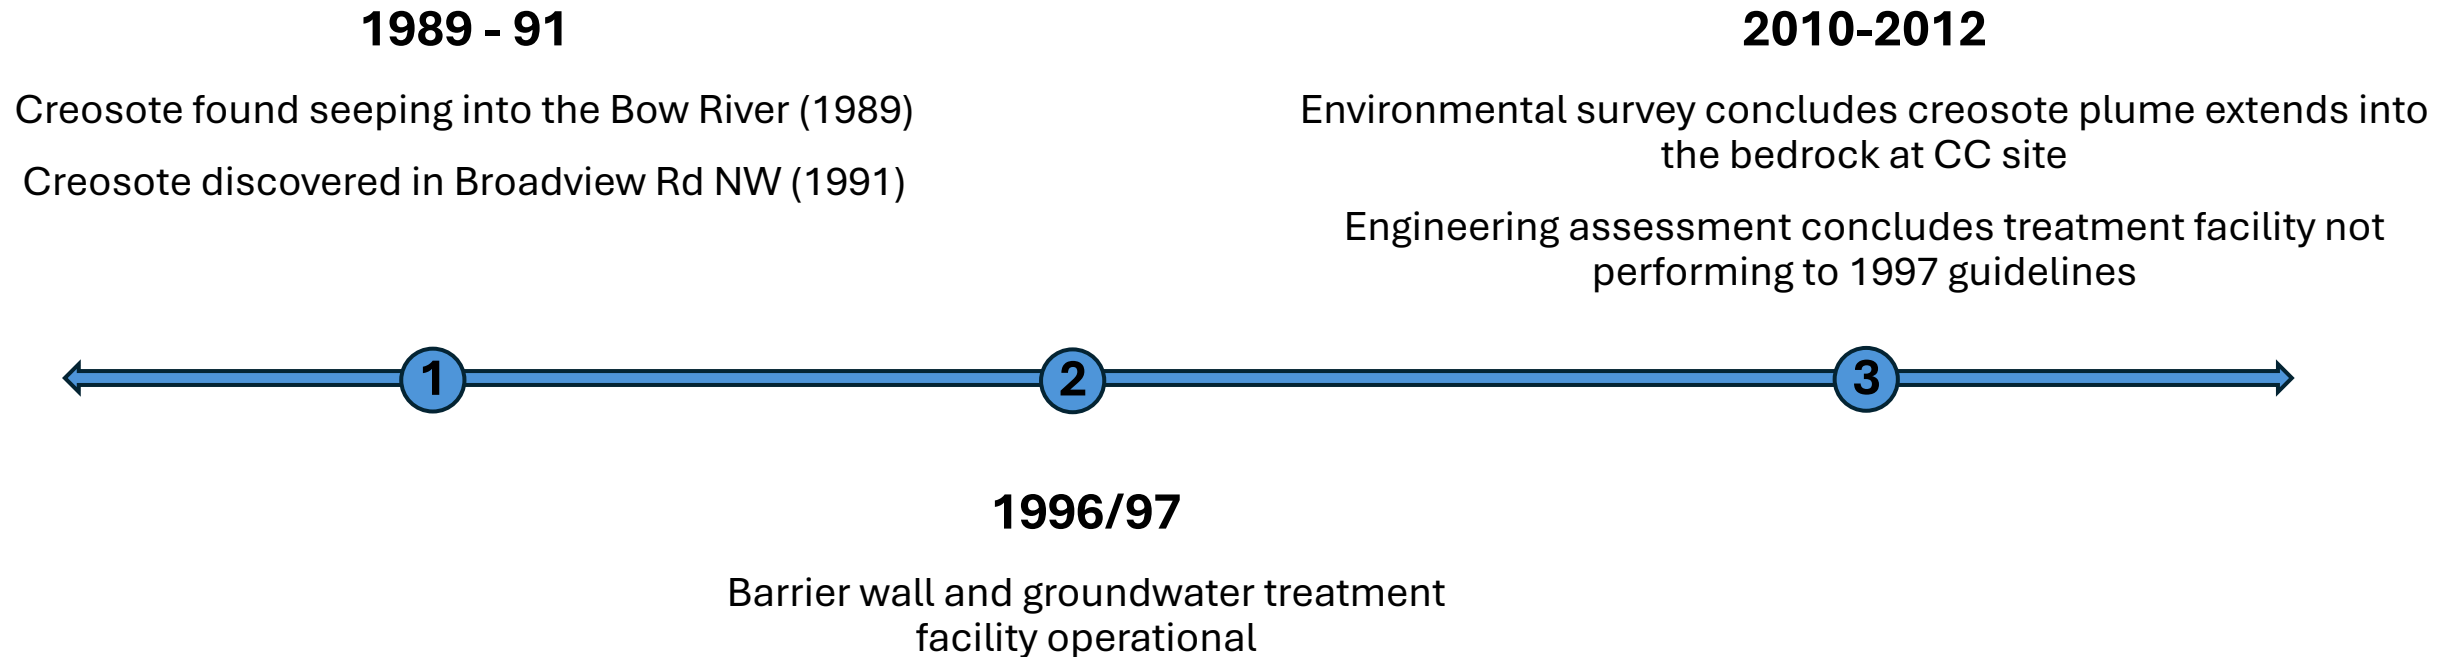 1989 - 91
Creosote found seeping into the Bow River (1989)
Creosote discovered in Broadview Rd NW (1991)
2010-2012
Environmental survey concludes creosote plume extends into
the bedrock at CC site
Engineering assessment concludes treatment facility not
performing to 1997 guidelines
1
2
3
1996/97
Barrier wall and groundwater treatment
facility operational